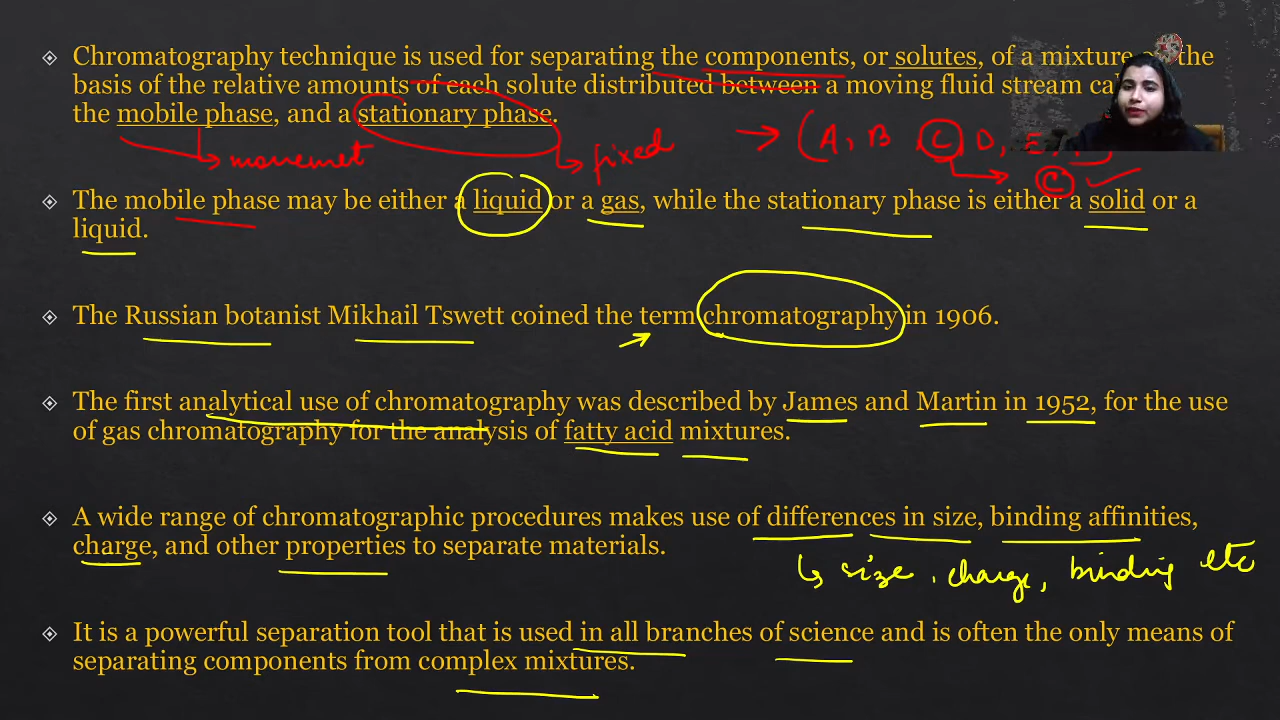 Chromatography technique is used for separating the components, or solutes, of a mixture on the
basis of the relative amounts of each solute distributed between a moving fluid stream
the mobile phase, and a stationary phase.
→ (A, B C D, E
↳ movemet
↳ fixed
C ✓
The mobile phase may be either a liquid or a gas, while the stationary phase is either a solid or a
liquid.
The Russian botanist Mikhail Tswett coined the term chromatography in 1906.
The first analytical use of chromatography was described by James and Martin in 1952, for the use
of gas chromatography for the analysis of fatty acid mixtures.
A wide range of chromatographic procedures makes use of differences in size, binding affinities,
charge, and other properties to separate materials.
↳ size, charge, binding etc
It is a powerful separation tool that is used in all branches of science and is often the only means of
separating components from complex mixtures.